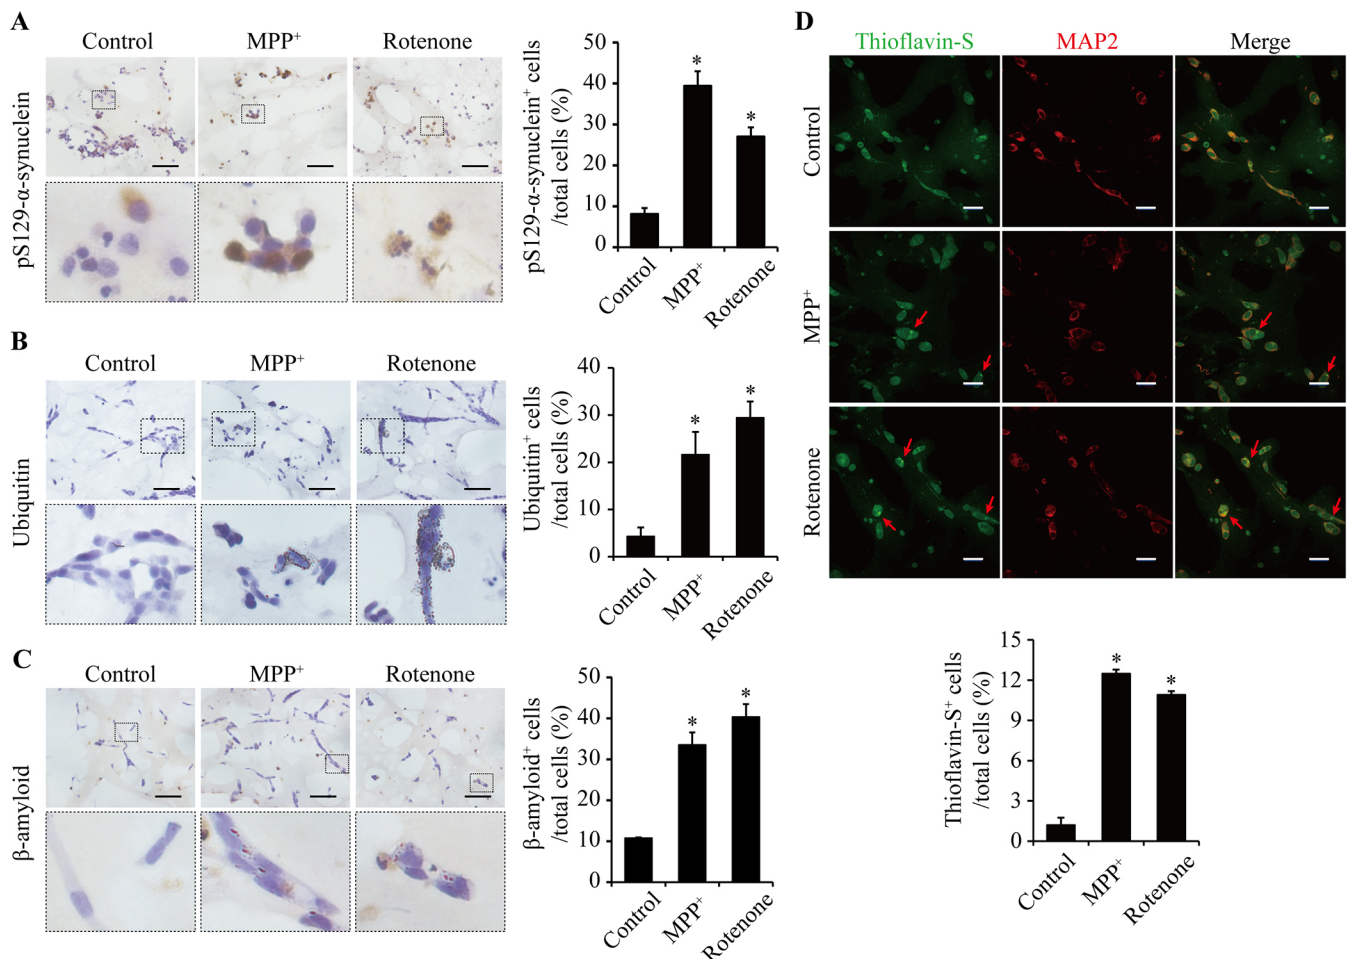 A
Control
MPP+
Rotenone
pS129-α-synuclein
pS129-α-synuclein+ cells
/total cells (%)
50
40
30
20
10
0
*
*
Control
MPP+
Rotenone
B
Control
MPP+
Rotenone
Ubiquitin
Ubiquitin+ cells
/total cells (%)
40
30
20
10
0
*
*
Control
MPP+
Rotenone
C
Control
MPP+
Rotenone
β-amyloid
β-amyloid+ cells
/total cells (%)
50
40
30
20
10
0
*
*
Control
MPP+
Rotenone
D
Thioflavin-S
MAP2
Merge
Control
MPP+
Rotenone
Thioflavin-S+ cells
/total cells (%)
15
12
9
6
3
0
*
*
Control
MPP+
Rotenone